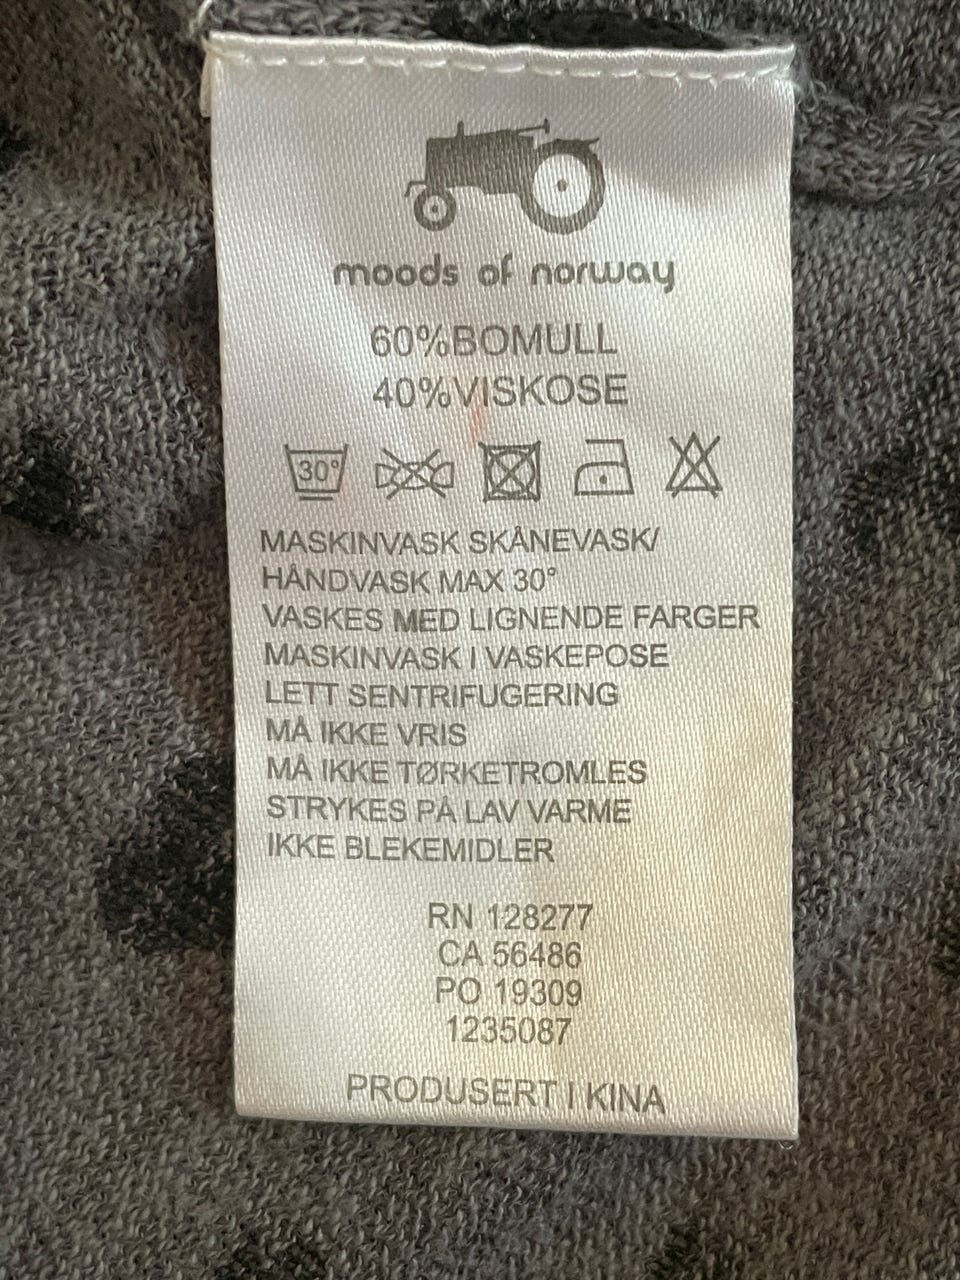 moods of norway
60%BOMULL
40%VISKOSE
30°
MASKINVASK SKÅNEVASK/
HÅNDVASK MAX 30°
VASKES MED LIGNENDE FARGER
MASKINVASK I VASKEPOSE
LETT SENTRIFUGERING
MÅ IKKE VRIS
MÅ IKKE TØRKETROMLES
STRYKES PÅ LAV VARME
IKKE BLEKEMIDLER
RN 128277
CA 56486
PO 19309
1235087
PRODUSERT I KINA